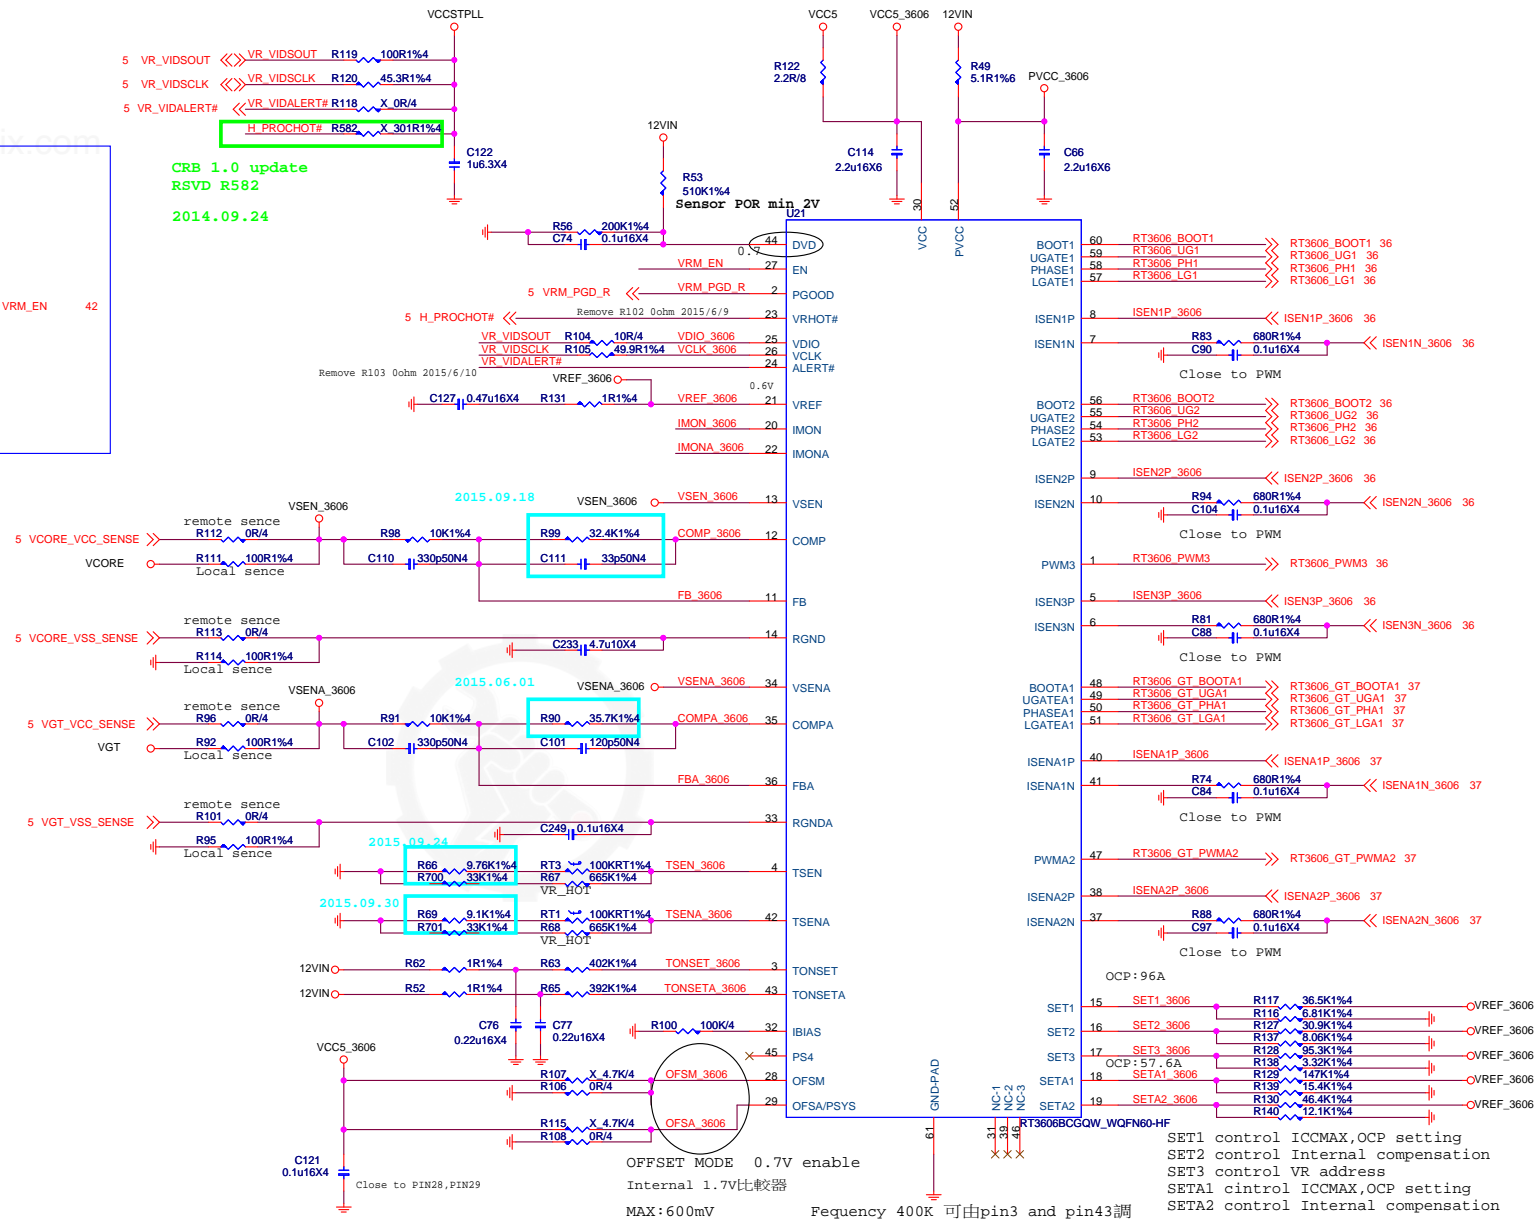 VCCSTPLL
5 VR_VIDSOUT VR_VIDSOUT R119 100R1%4
5 VR_VIDSCLK VR_VIDSCLK R120 45.3R1%4
5 VR_VIDALERT# VR_VIDALERT# R118 X_0R/4
H_PROCHOT# R582 X_301R1%4
CRB 1.0 update
RSVD R582
2014.09.24
C122
1u6.3X4
ix.com
VRM_EN 42
VCC5 VCC5_3606 12VIN
R122
2.2R/8
R49
5.1R1%6
PVCC_3606
C114
2.2u16X6
C66
2.2u16X6
12VIN
R53
510K1%4
Sensor POR min 2V
U21
R56 200K1%4
C74 0.1u16X4
0.7
44 DVD
VRM_EN 27 EN
5 VRM_PGD_R VRM_PGD_R 2 PGOOD
Remove R102 0ohm 2015/6/9
5 H_PROCHOT# 23 VRHOT#
VR_VIDSOUT R104 10R/4 VDIO_3606 25 VDIO
VR_VIDSCLK R105 49.9R1%4 VCLK_3606 26 VCLK
VR_VIDALERT# 24 ALERT#
Remove R103 0ohm 2015/6/10
VREF_3606
0.6V
C127 0.47u16X4 R131 1R1%4 VREF_3606 21 VREF
IMON_3606 20 IMON
IMONA_3606 22 IMONA
2015.09.18
VSEN_3606 VSEN_3606 13 VSEN
VSEN_3606
remote sence
5 VCORE_VCC_SENSE R112 0R/4 R98 10K1%4 R99 32.4K1%4 COMP_3606 12 COMP
VCORE R111 100R1%4 C110 330p50N4 C111 33p50N4
Local sence
FB_3606 11 FB
remote sence
5 VCORE_VSS_SENSE R113 0R/4 14 RGND
C233 4.7u10X4
R114 100R1%4
Local sence
2015.06.01
VSENA_3606 VSENA_3606 34 VSENA
VSENA_3606
remote sence
5 VGT_VCC_SENSE R96 0R/4 R91 10K1%4 R90 35.7K1%4 COMPA_3606 35 COMPA
VGT R92 100R1%4 C102 330p50N4 C101 120p50N4
Local sence
FBA_3606 36 FBA
remote sence
5 VGT_VSS_SENSE R101 0R/4 33 RGNDA
C249 0.1u16X4
R95 100R1%4
Local sence
2015.09.24
R66 9.76K1%4 RT3 100KRT1%4 TSEN_3606 4 TSEN
R700 33K1%4 R67 665K1%4
VR_HOT
2015.09.30
R69 9.1K1%4 RT1 100KRT1%4 TSENA_3606 42 TSENA
R701 33K1%4 R68 665K1%4
VR_HOT
12VIN R62 1R1%4 R63 402K1%4 TONSET_3606 3 TONSET
12VIN R52 1R1%4 R65 392K1%4 TONSETA_3606 43 TONSETA
C76
0.22u16X4
C77
0.22u16X4
R100 100K/4 32 IBIAS
45 PS4
VCC5_3606
R107 X_4.7K/4 OFSM_3606 28 OFSM
R106 0R/4
29 OFSA/PSYS
R115 X_4.7K/4 OFSA_3606
R108 0R/4
C121
0.1u16X4
Close to PIN28,PIN29
OFFSET MODE 0.7V enable
Internal 1.7V比較器
MAX:600mV
Fequency 400K 可由pin3 and pin43調
30 VCC
52 PVCC
BOOT1 60 RT3606_BOOT1 RT3606_BOOT1 36
UGATE1 59 RT3606_UG1 RT3606_UG1 36
PHASE1 58 RT3606_PH1 RT3606_PH1 36
LGATE1 57 RT3606_LG1 RT3606_LG1 36
ISEN1P 8 ISEN1P_3606 ISEN1P_3606 36
ISEN1N 7 R83 680R1%4 ISEN1N_3606 36
C90 0.1u16X4
Close to PWM
BOOT2 56 RT3606_BOOT2 RT3606_BOOT2 36
UGATE2 55 RT3606_UG2 RT3606_UG2 36
PHASE2 54 RT3606_PH2 RT3606_PH2 36
LGATE2 53 RT3606_LG2 RT3606_LG2 36
ISEN2P 9 ISEN2P_3606 ISEN2P_3606 36
ISEN2N 10 R94 680R1%4 ISEN2N_3606 36
C104 0.1u16X4
Close to PWM
PWM3 1 RT3606_PWM3 RT3606_PWM3 36
ISEN3P 5 ISEN3P_3606 ISEN3P_3606 36
ISEN3N 6 R81 680R1%4 ISEN3N_3606 36
C88 0.1u16X4
Close to PWM
BOOTA1 48 RT3606_GT_BOOTA1 RT3606_GT_BOOTA1 37
UGATEA1 49 RT3606_GT_UGA1 RT3606_GT_UGA1 37
PHASEA1 50 RT3606_GT_PHA1 RT3606_GT_PHA1 37
LGATEA1 51 RT3606_GT_LGA1 RT3606_GT_LGA1 37
ISENA1P 40 ISENA1P_3606 ISENA1P_3606 37
ISENA1N 41 R74 680R1%4 ISENA1N_3606 37
C84 0.1u16X4
Close to PWM
PWMA2 47 RT3606_GT_PWMA2 RT3606_GT_PWMA2 37
ISENA2P 38 ISENA2P_3606 ISENA2P_3606 37
ISENA2N 37 R88 680R1%4 ISENA2N_3606 37
C97 0.1u16X4
Close to PWM
OCP:96A
SET1 15 SET1_3606 R117 36.5K1%4 VREF_3606
R116 6.81K1%4
SET2 16 SET2_3606 R127 30.9K1%4 VREF_3606
R137 8.06K1%4
SET3 17 SET3_3606 R128 95.3K1%4 VREF_3606
OCP:57.6A R138 3.32K1%4
SETA1 18 SETA1_3606 R129 147K1%4 VREF_3606
R139 15.4K1%4
SETA2 19 SETA2_3606 R130 46.4K1%4 VREF_3606
R140 12.1K1%4
GND-PAD NC-1 NC-2 NC-3
61 31 39 46
RT3606BCGQW_WQFN60-HF
SET1 control ICCMAX,OCP setting
SET2 control Internal compensation
SET3 control VR address
SETA1 cintrol ICCMAX,OCP setting
SETA2 control Internal compensation